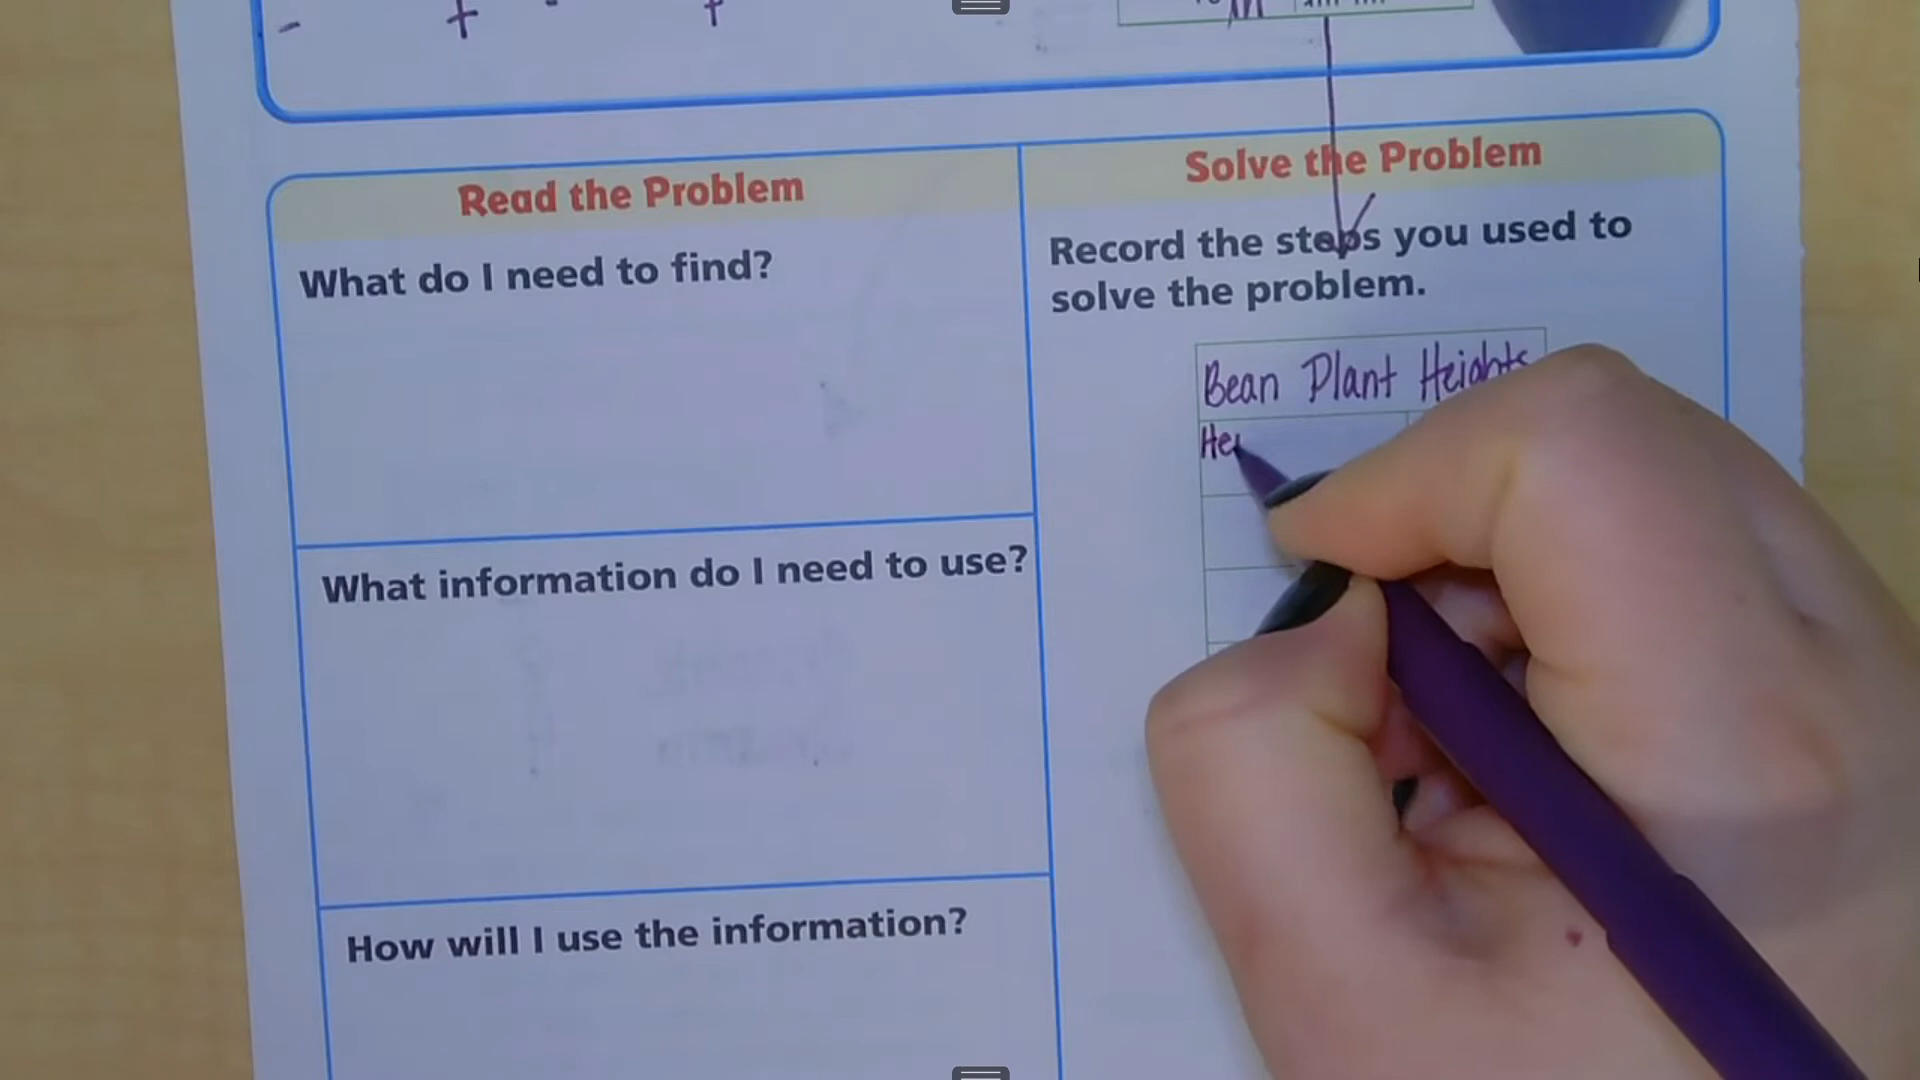 Read the Problem
Solve the Problem
What do I need to find?
Record the steps you used to
solve the problem.
Bean Plant Heights
Hei
What information do I need to use?
How will I use the information?